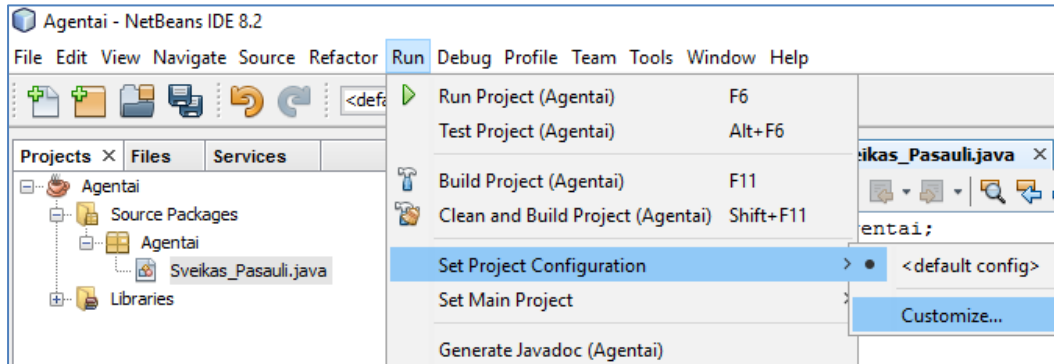 Agentai - NetBeans IDE 8.2
File Edit View Navigate Source Refactor Run Debug Profile Team Tools Window Help
<defa
Run Project (Agentai) F6
Test Project (Agentai) Alt+F6
Build Project (Agentai) F11
Clean and Build Project (Agentai) Shift+F11
Set Project Configuration
Set Main Project
Generate Javadoc (Agentai)
<default config>
Customize...
Projects Files Services
Agentai
Source Packages
Agentai
Sveikas_Pasauli.java
Libraries
eikas_Pasauli.java
entai;